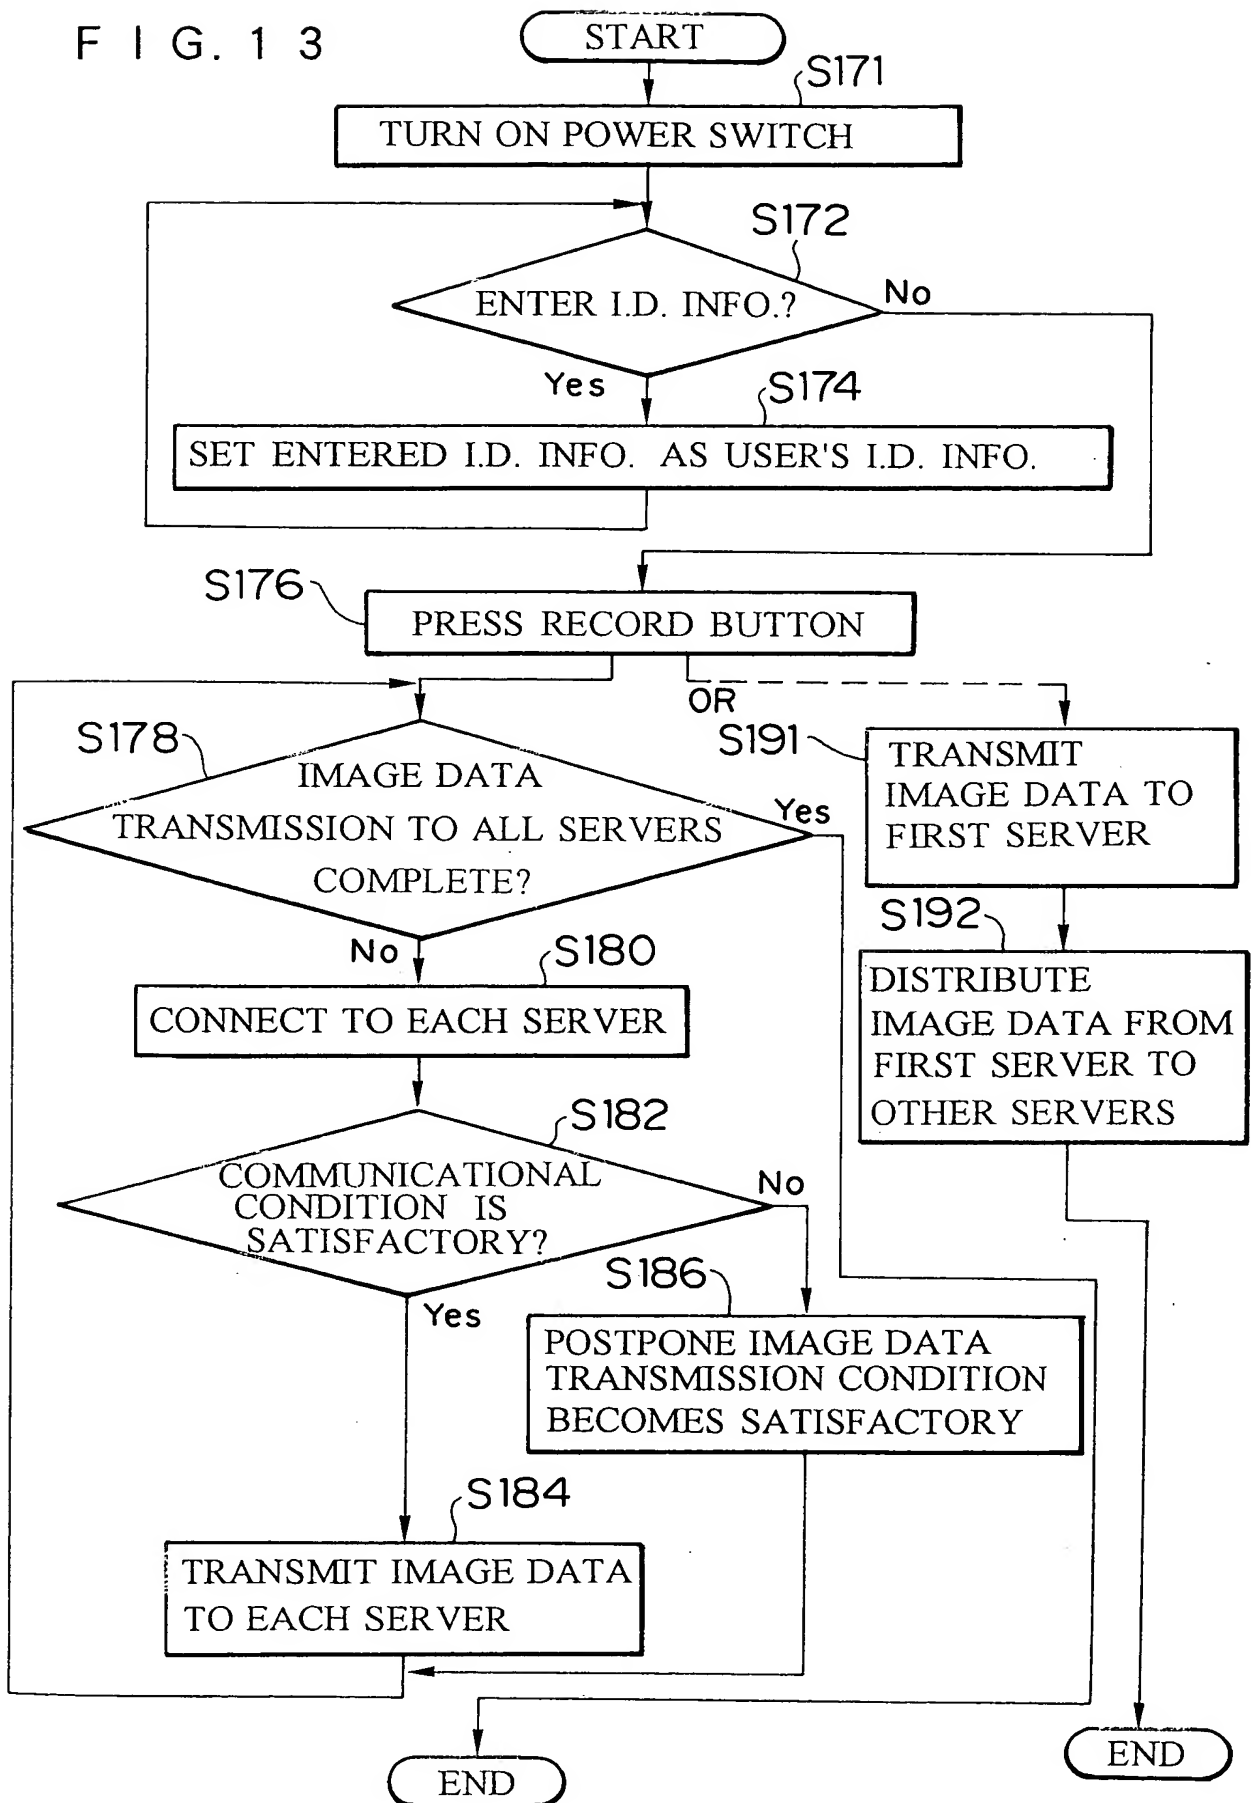 FIG. 13
START
S171
TURN ON POWER SWITCH
S172
ENTER I.D. INFO.?
No
Yes
S174
SET ENTERED I.D. INFO. AS USER'S I.D. INFO.
S176
PRESS RECORD BUTTON
OR
S178
IMAGE DATA
TRANSMISSION TO ALL SERVERS
COMPLETE?
Yes
No
S191
TRANSMIT
IMAGE DATA TO
FIRST SERVER
S180
CONNECT TO EACH SERVER
S192
DISTRIBUTE
IMAGE DATA FROM
FIRST SERVER TO
OTHER SERVERS
S182
COMMUNICATIONAL
CONDITION IS
SATISFACTORY?
No
Yes
S186
POSTPONE IMAGE DATA
TRANSMISSION CONDITION
BECOMES SATISFACTORY
S184
TRANSMIT IMAGE DATA
TO EACH SERVER
END
END